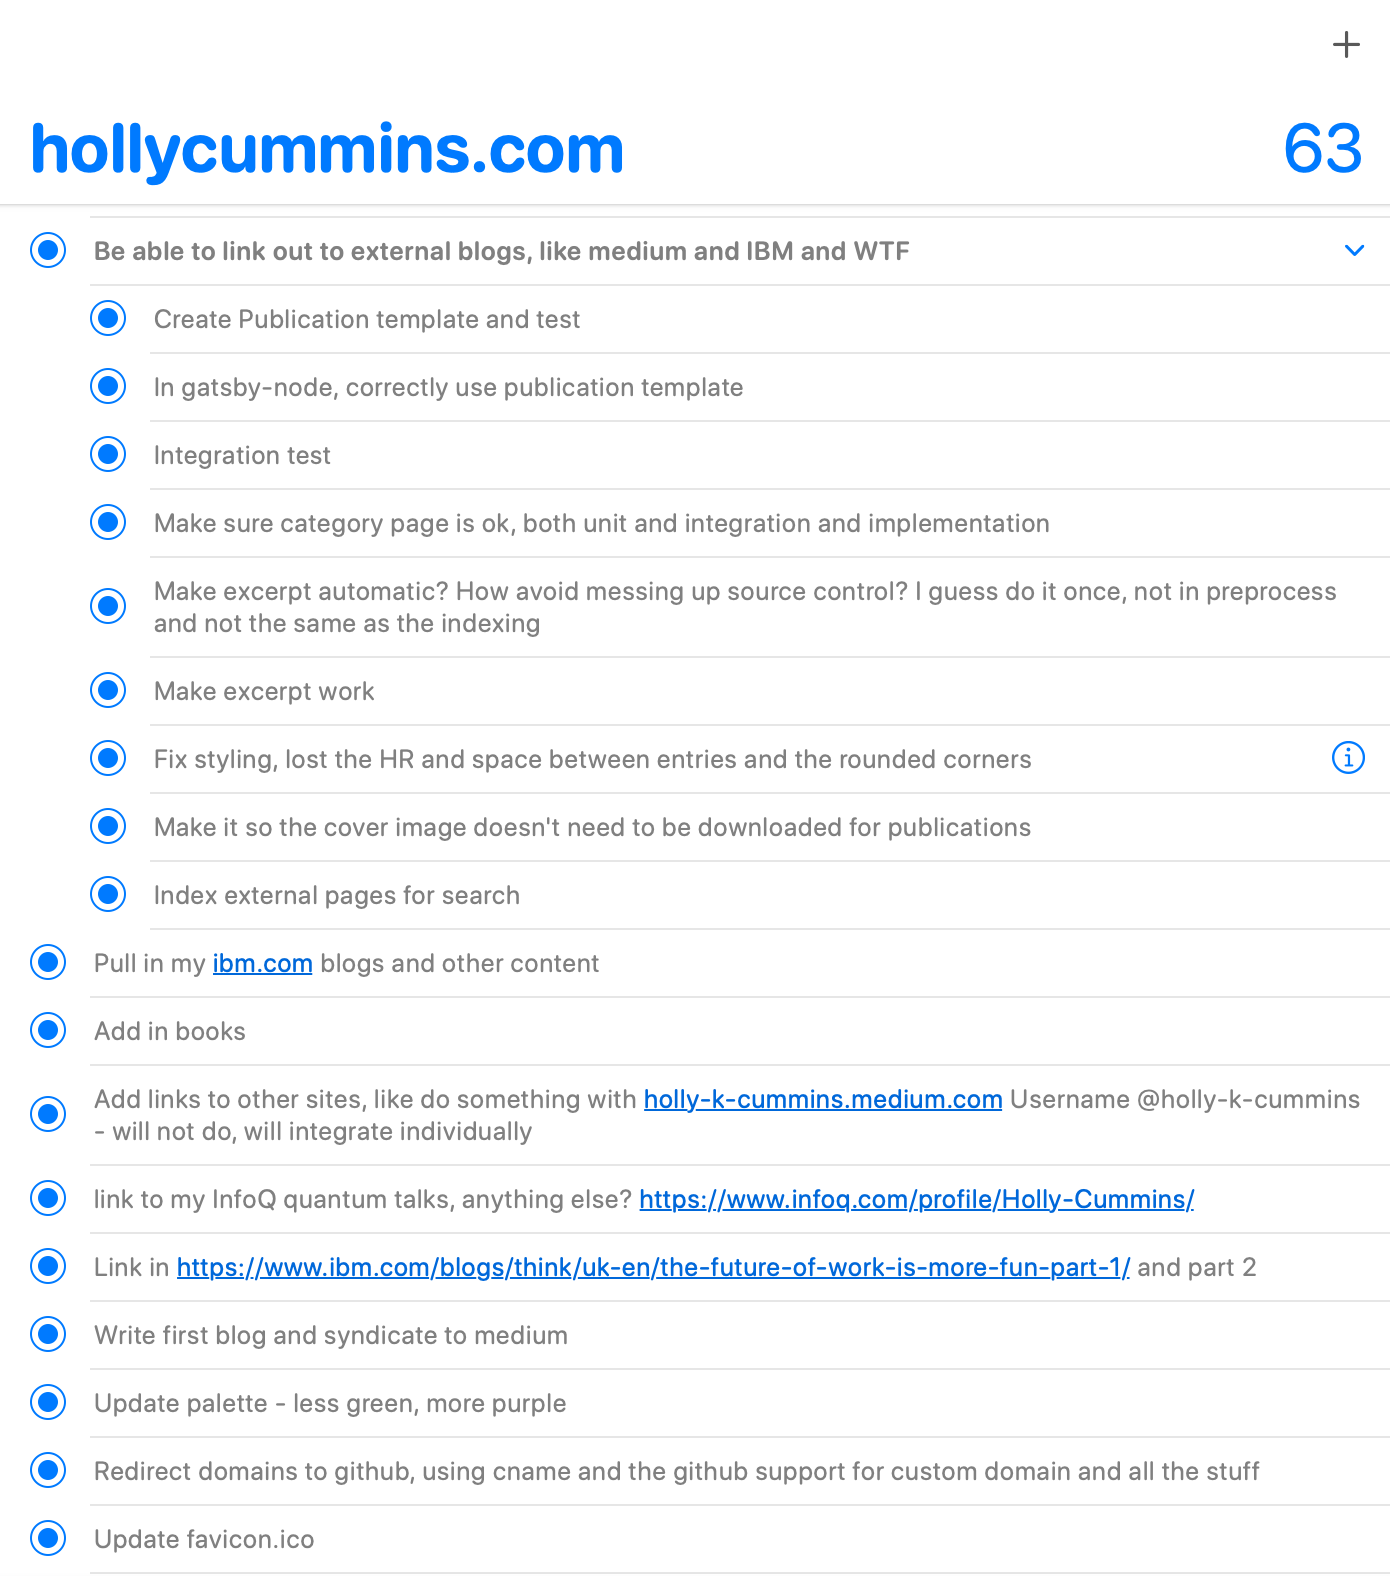 hollycummins.com 63
Be able to link out to external blogs, like medium and IBM and WTF
Create Publication template and test
In gatsby-node, correctly use publication template
Integration test
Make sure category page is ok, both unit and integration and implementation
Make excerpt automatic? How avoid messing up source control? I guess do it once, not in preprocess
and not the same as the indexing
Make excerpt work
Fix styling, lost the HR and space between entries and the rounded corners
Make it so the cover image doesn't need to be downloaded for publications
Index external pages for search
Pull in my ibm.com blogs and other content
Add in books
Add links to other sites, like do something with holly-k-cummins.medium.com Username @holly-k-cummins
- will not do, will integrate individually
link to my InfoQ quantum talks, anything else? https://www.infoq.com/profile/Holly-Cummins/
Link in https://www.ibm.com/blogs/think/uk-en/the-future-of-work-is-more-fun-part-1/ and part 2
Write first blog and syndicate to medium
Update palette - less green, more purple
Redirect domains to github, using cname and the github support for custom domain and all the stuff
Update favicon.ico